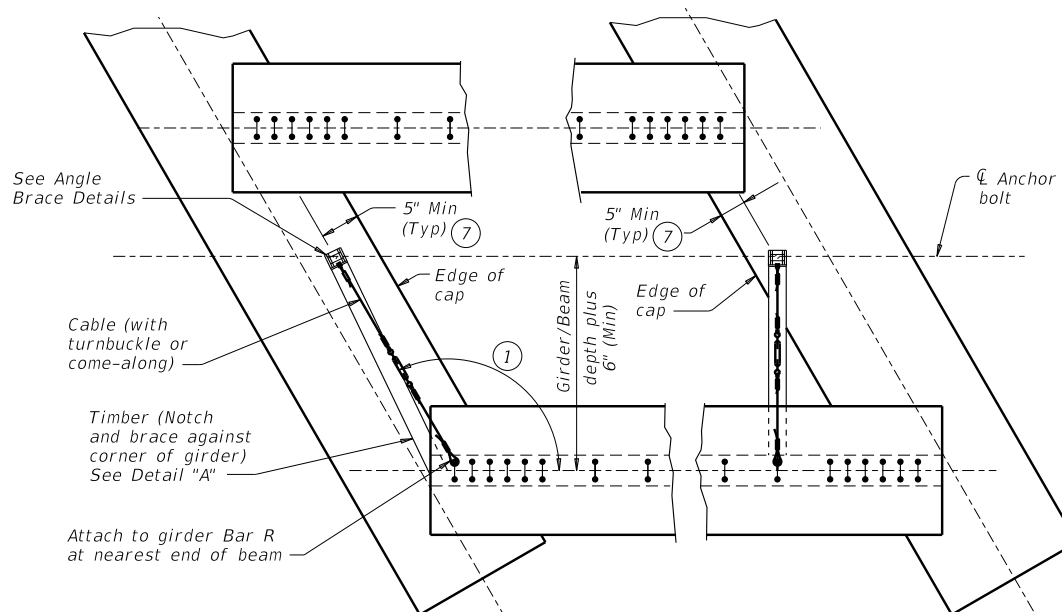 See Angle
Brace Details
5" Min
(Typ) 7
5" Min
(Typ) 7
℄ Anchor
bolt
Edge of
cap
Edge of
cap
Cable (with
turnbuckle or
come-along)
1
Girder/Beam
depth plus
6" (Min)
Timber (Notch
and brace against
corner of girder)
See Detail "A"
Attach to girder Bar R
at nearest end of beam